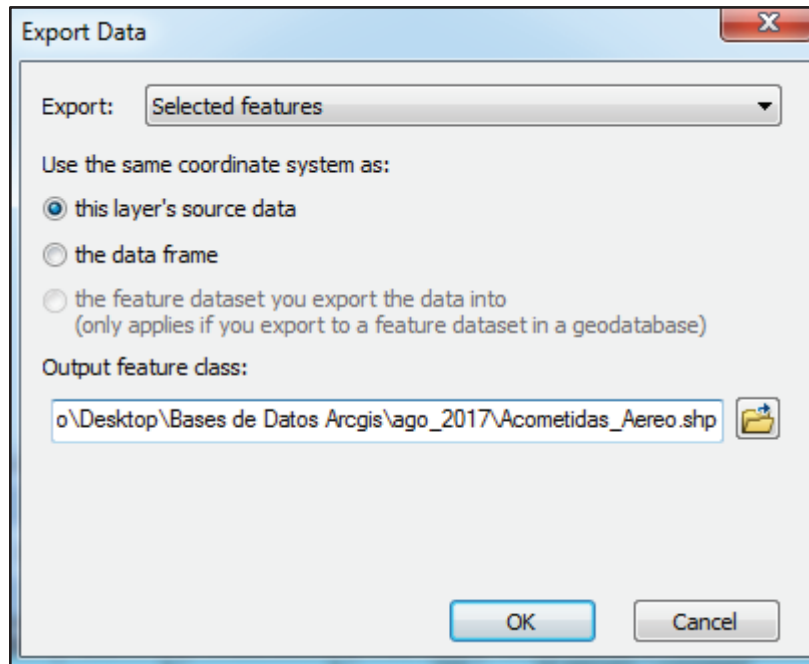 Export Data
Export: Selected features
Use the same coordinate system as:
this layer's source data
the data frame
the feature dataset you export the data into
(only applies if you export to a feature dataset in a geodatabase)
Output feature class:
o\Desktop\Bases de Datos Arcgis\ago_2017\Acometidas_Aereo.shp
OK Cancel